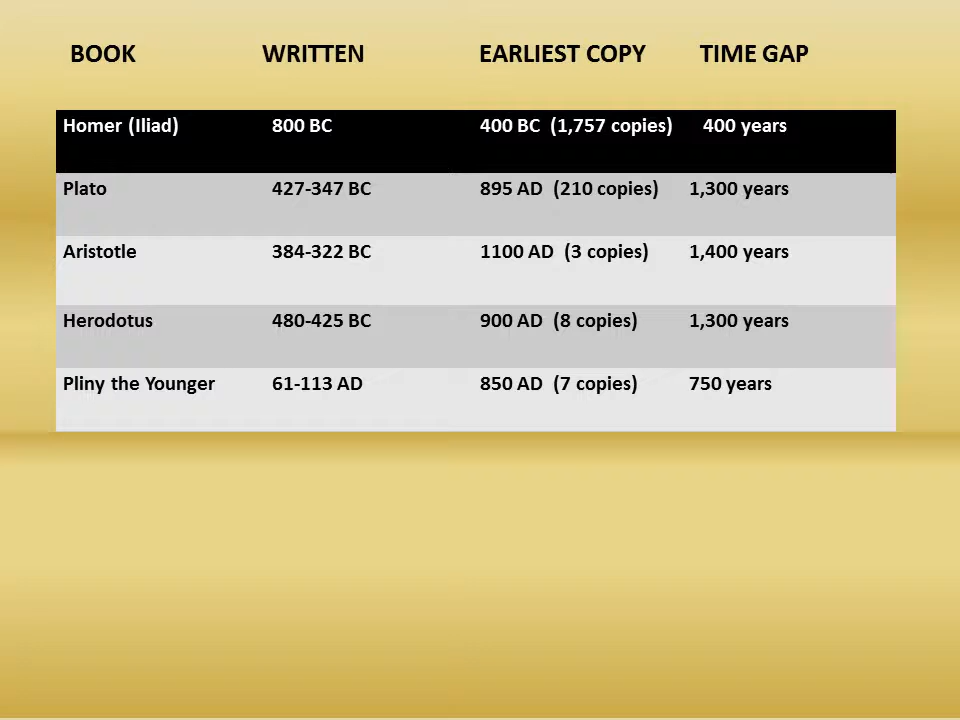 BOOK WRITTEN EARLIEST COPY TIME GAP
Homer (Iliad) 800 BC 400 BC (1,757 copies) 400 years
Plato 427-347 BC 895 AD (210 copies) 1,300 years
Aristotle 384-322 BC 1100 AD (3 copies) 1,400 years
Herodotus 480-425 BC 900 AD (8 copies) 1,300 years
Pliny the Younger 61-113 AD 850 AD (7 copies) 750 years